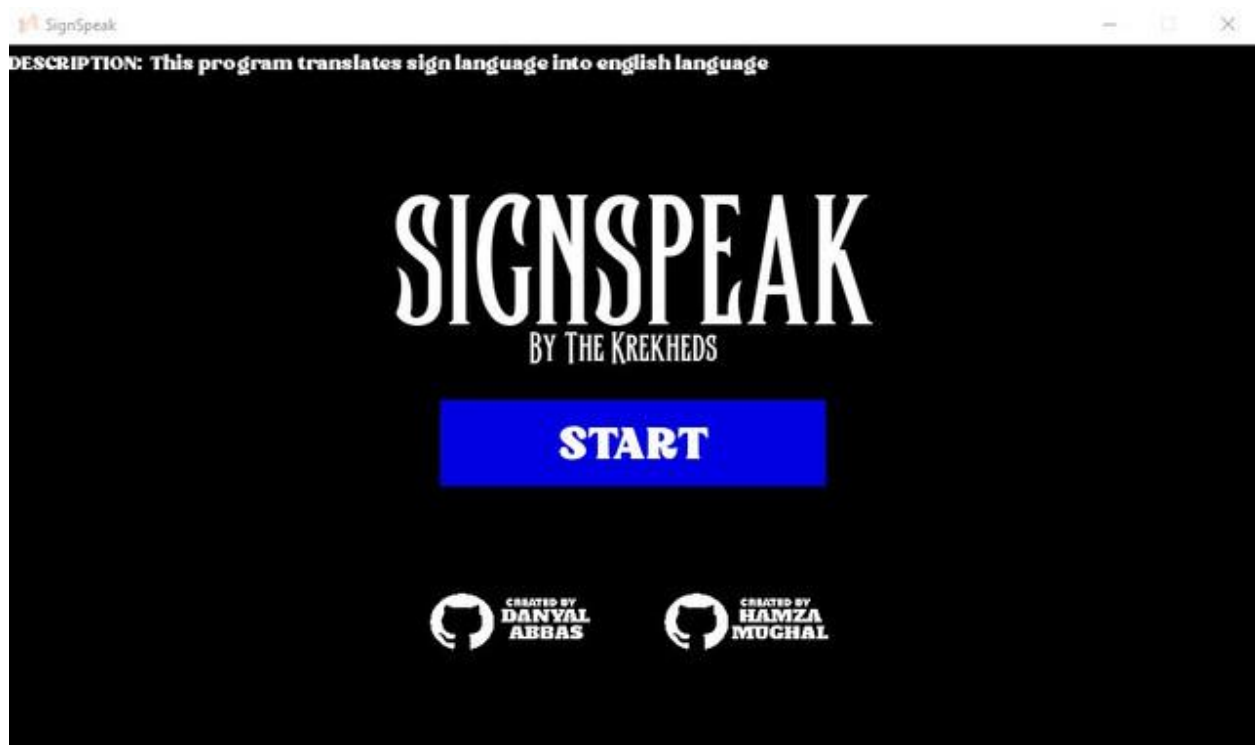 SignSpeak
DESCRIPTION: This program translates sign language into english language
SIGNSPEAK
BY THE KREKHEDS
START
CREATED BY
DANYAL
ABBAS
CREATED BY
HAMZA
MUGHAL